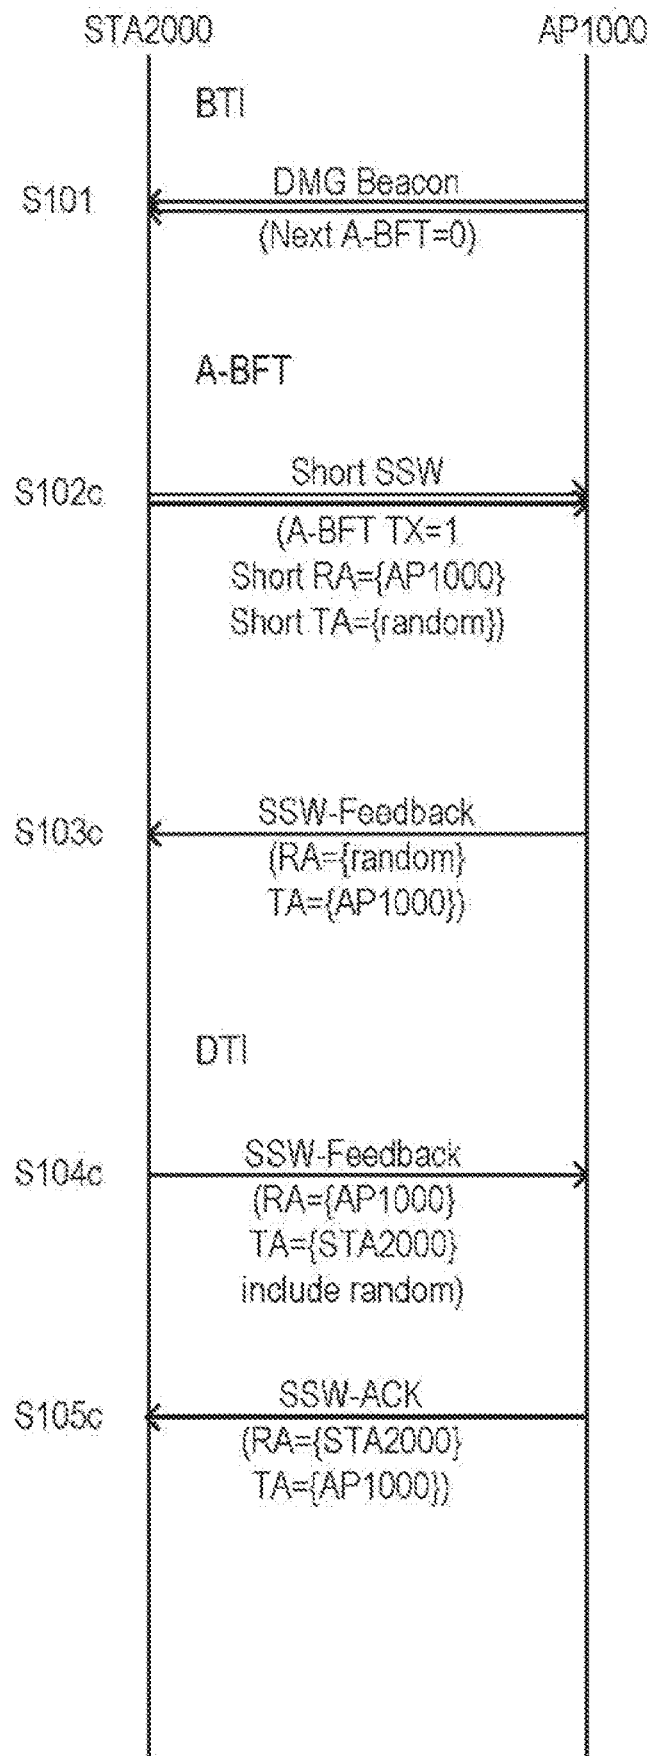 STA2000 AP1000
BTI
S101 DMG Beacon
(Next A-BFT=0)
A-BFT
S102c Short SSW
(A-BFT TX=1
Short RA={AP1000}
Short TA={random})
S103c SSW-Feedback
(RA={random}
TA={AP1000})
DTI
S104c SSW-Feedback
(RA={AP1000}
TA={STA2000}
include random)
S105c SSW-ACK
(RA={STA2000}
TA={AP1000})